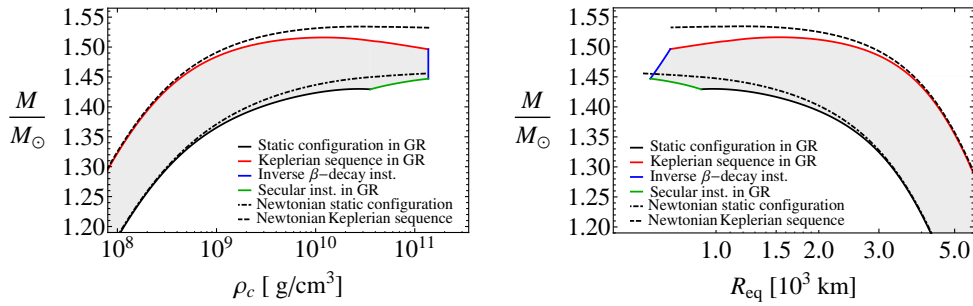 M
M⊙
1.55
1.50
1.45
1.40
1.35
1.30
1.25
1.20
Static configuration in GR
Keplerian sequence in GR
Inverse β−decay inst.
Secular inst. in GR
Newtonian static configuration
Newtonian Keplerian sequence
10⁸
10⁹
10¹⁰
10¹¹
ρc [ g/cm³]
M
M⊙
1.55
1.50
1.45
1.40
1.35
1.30
1.25
1.20
Static configuration in GR
Keplerian sequence in GR
Inverse β−decay inst.
Secular inst. in GR
Newtonian static configuration
Newtonian Keplerian sequence
1.0
1.5
2.0
3.0
5.0
Req [10³ km]